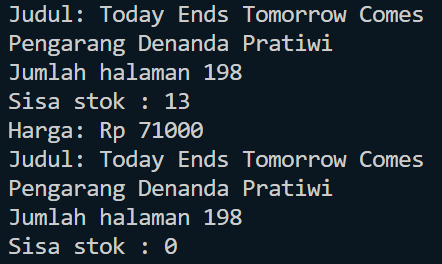 Judul: Today Ends Tomorrow Comes
Pengarang Denanda Pratiwi
Jumlah halaman 198
Sisa stok : 13
Harga: Rp 71000
Judul: Today Ends Tomorrow Comes
Pengarang Denanda Pratiwi
Jumlah halaman 198
Sisa stok : 0